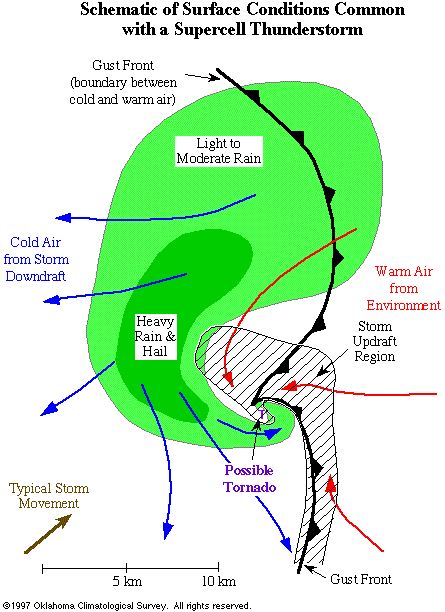 Schematic of Surface Conditions Common
with a Supercell Thunderstorm
Gust Front
(boundary between
cold and warm air)
Light to
Moderate Rain
Cold Air
from Storm
Downdraft
Warm Air
from
Environment
Heavy
Rain &
Hail
Storm
Updraft
Region
T
Possible
Tornado
Typical Storm
Movement
5 km
10 km
Gust Front
©1997 Oklahoma Climatological Survey. All rights reserved.